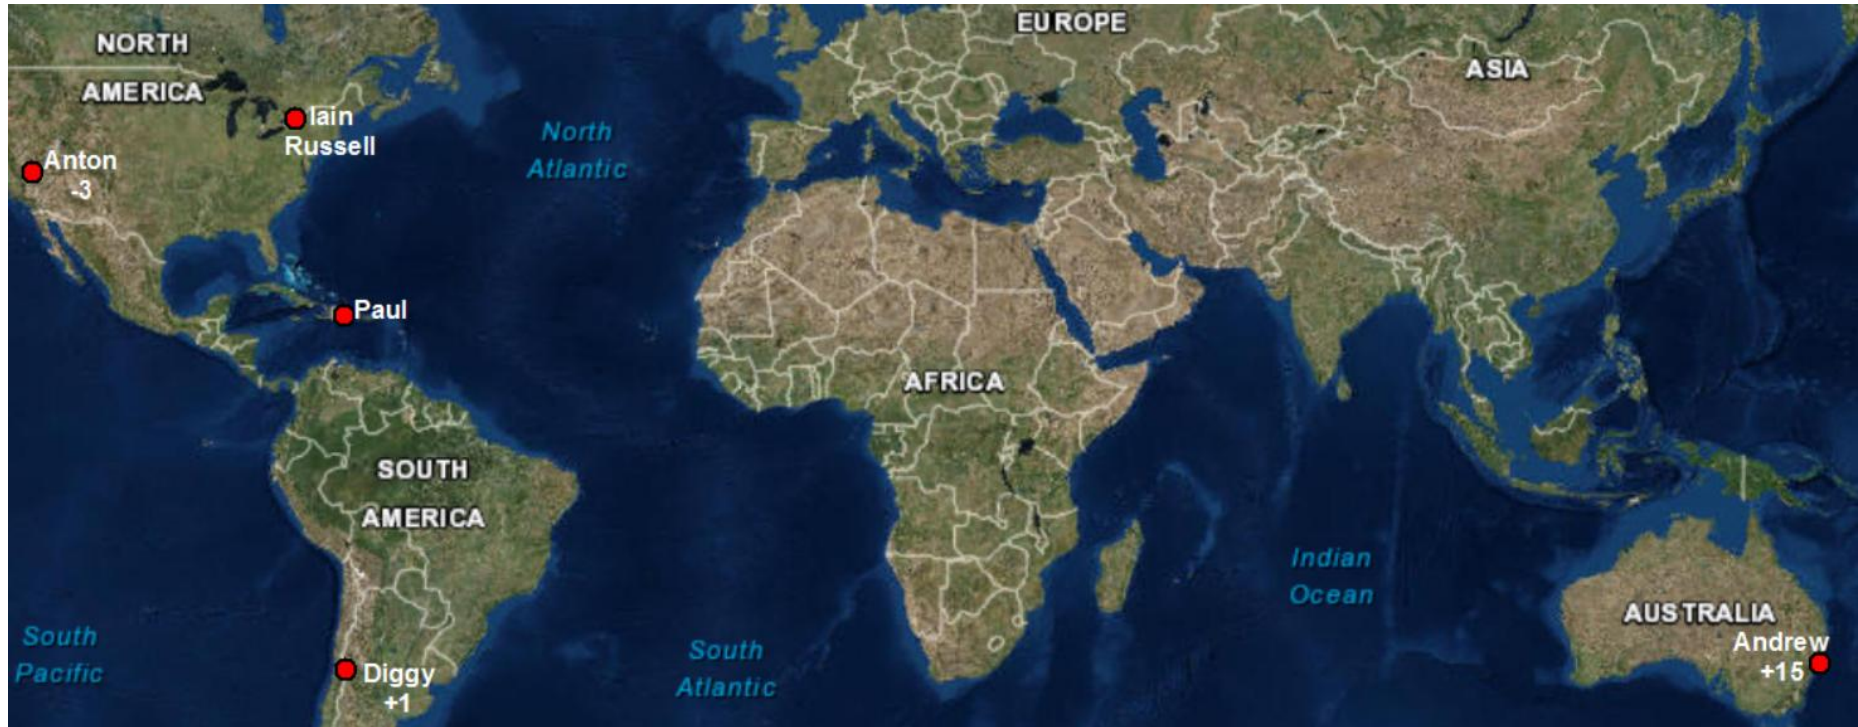 NORTH
AMERICA
EUROPE
ASIA
Iain
Russell
Anton
-3
North
Atlantic
Paul
AFRICA
SOUTH
AMERICA
Indian
Ocean
AUSTRALIA
South
Pacific
South
Atlantic
Diggy
+1
Andrew
+15